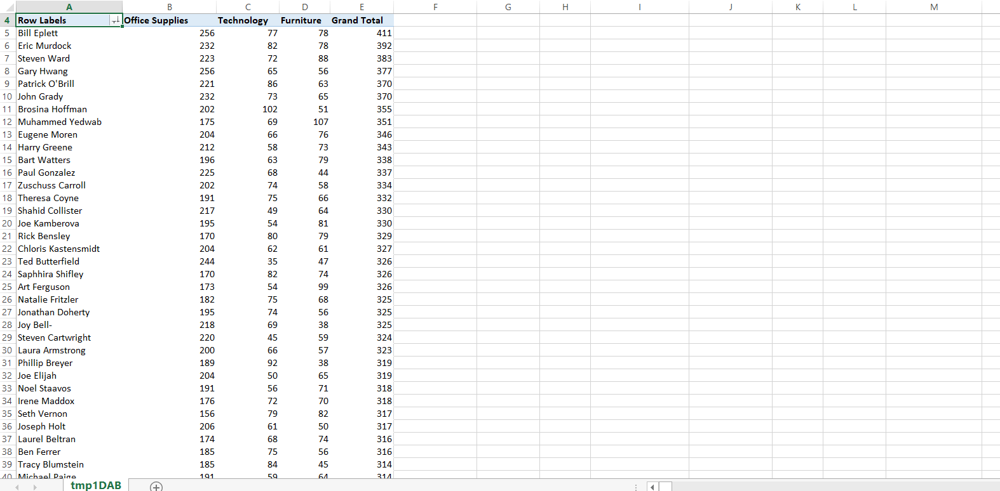 A B C D E F G H I J K L M
4 Row Labels Office Supplies Technology Furniture Grand Total
5 Bill Eplett 256 77 78 411
6 Eric Murdock 232 82 78 392
7 Steven Ward 223 72 88 383
8 Gary Hwang 256 65 56 377
9 Patrick O'Brill 221 86 63 370
10 John Grady 232 73 65 370
11 Brosina Hoffman 202 102 51 355
12 Muhammed Yedwab 175 69 107 351
13 Eugene Moren 204 66 76 346
14 Harry Greene 212 58 73 343
15 Bart Watters 196 63 79 338
16 Paul Gonzalez 225 68 44 337
17 Zuschuss Carroll 202 74 58 334
18 Theresa Coyne 191 75 66 332
19 Shahid Collister 217 49 64 330
20 Joe Kamberova 195 54 81 330
21 Rick Bensley 170 80 79 329
22 Chloris Kastensmidt 204 62 61 327
23 Ted Butterfield 244 35 47 326
24 Saphhira Shifley 170 82 74 326
25 Art Ferguson 173 54 99 326
26 Natalie Fritzler 182 75 68 325
27 Jonathan Doherty 195 74 56 325
28 Joy Bell- 218 69 38 325
29 Steven Cartwright 220 45 59 324
30 Laura Armstrong 200 66 57 323
31 Phillip Breyer 189 92 38 319
32 Joe Elijah 204 50 65 319
33 Noel Staavos 191 56 71 318
34 Irene Maddox 176 72 70 318
35 Seth Vernon 156 79 82 317
36 Joseph Holt 206 61 50 317
37 Laurel Beltran 174 68 74 316
38 Ben Ferrer 185 75 56 316
39 Tracy Blumstein 185 84 45 314
40 Michael Paige 191 59 64 314
tmp1DAB